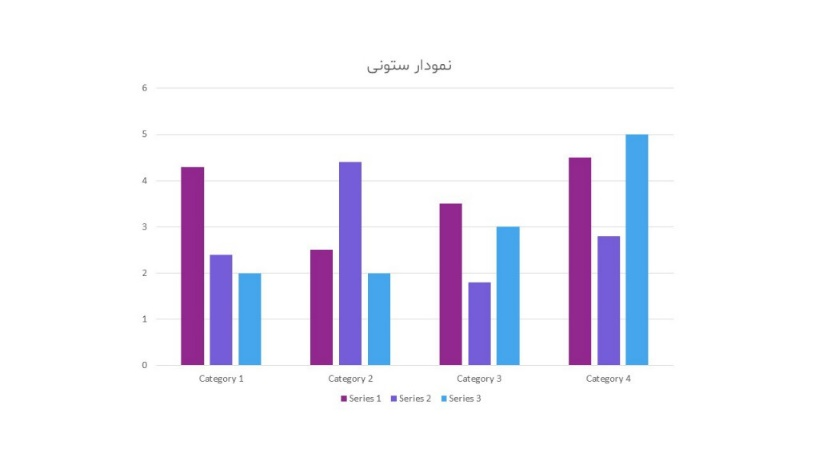 نمودار ستونی
6
5
4
3
2
1
0
Category 1 Category 2 Category 3 Category 4
Series 1 Series 2 Series 3